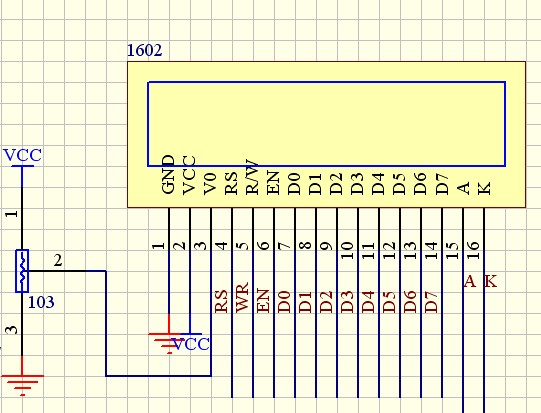 1602
VCC
GND VCC V0 RS R/W EN D0 D1 D2 D3 D4 D5 D6 D7 A K
1
1 2 3 4 5 6 7 8 9 10 11 12 13 14 15 16
2
RS WR EN D0 D1 D2 D3 D4 D5 D6 D7 A K
103
3
VCC